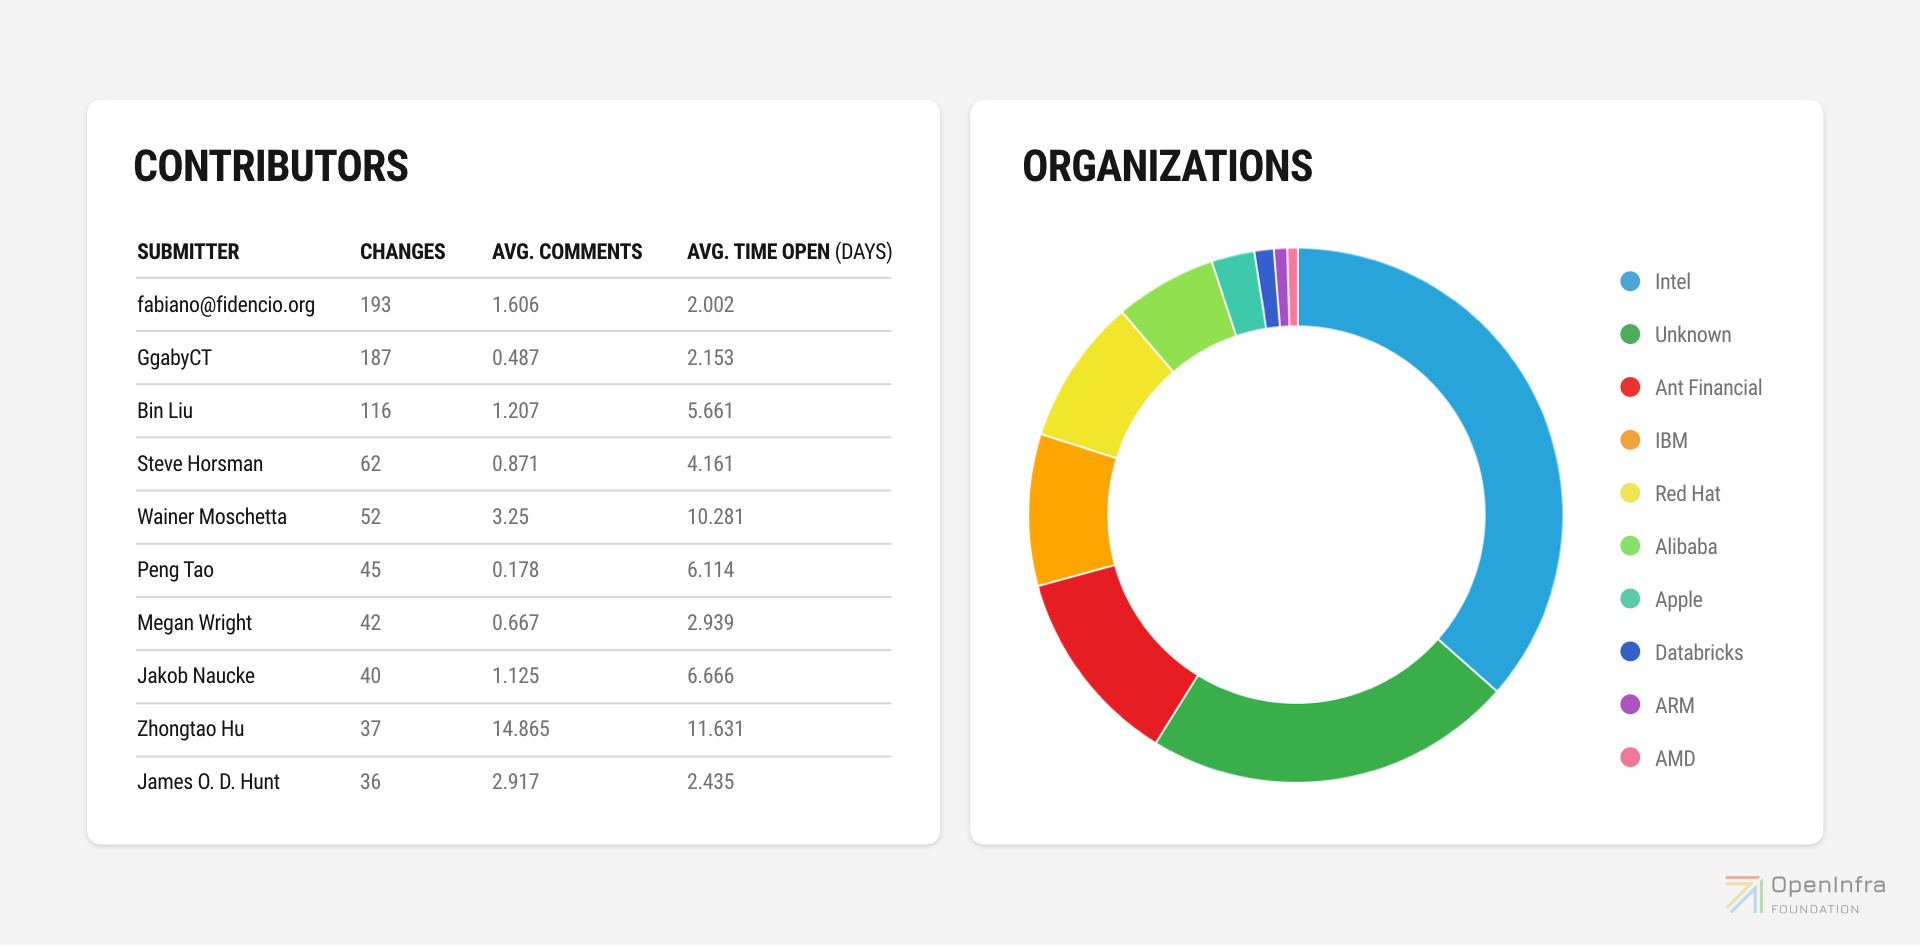 CONTRIBUTORS
SUBMITTER CHANGES AVG. COMMENTS AVG. TIME OPEN (DAYS)
fabiano@fidencio.org 193 1.606 2.002
GgabyCT 187 0.487 2.153
Bin Liu 116 1.207 5.661
Steve Horsman 62 0.871 4.161
Wainer Moschetta 52 3.25 10.281
Peng Tao 45 0.178 6.114
Megan Wright 42 0.667 2.939
Jakob Naucke 40 1.125 6.666
Zhongtao Hu 37 14.865 11.631
James O. D. Hunt 36 2.917 2.435
ORGANIZATIONS
Intel
Unknown
Ant Financial
IBM
Red Hat
Alibaba
Apple
Databricks
ARM
AMD
OpenInfra
FOUNDATION